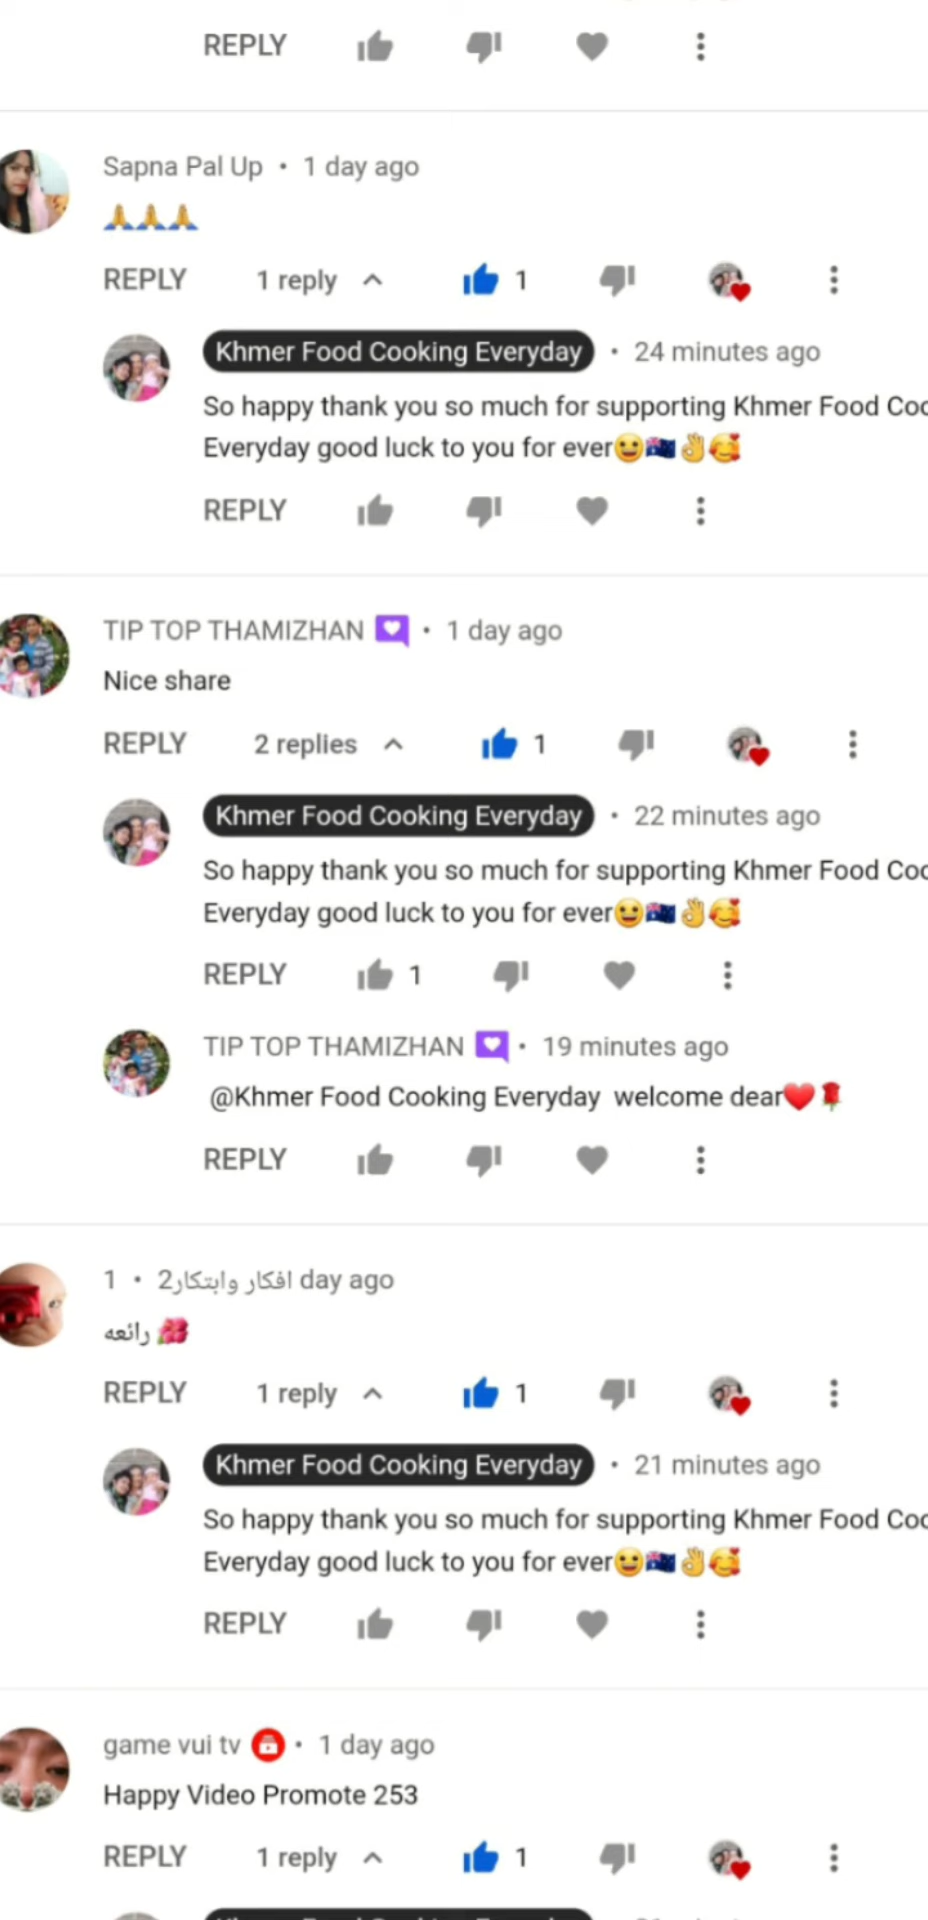 REPLY
Sapna Pal Up • 1 day ago
🙏🙏🙏
REPLY 1 reply 1
Khmer Food Cooking Everyday • 24 minutes ago
So happy thank you so much for supporting Khmer Food Coo
Everyday good luck to you for ever😀🇦🇺👌🥰
REPLY
TIP TOP THAMIZHAN • 1 day ago
Nice share
REPLY 2 replies 1
Khmer Food Cooking Everyday • 22 minutes ago
So happy thank you so much for supporting Khmer Food Coo
Everyday good luck to you for ever😀🇦🇺👌🥰
REPLY 1
TIP TOP THAMIZHAN • 19 minutes ago
@Khmer Food Cooking Everyday welcome dear❤️🌹
REPLY
افكار وابتكار2 • 1 day ago
رائعه 🌺
REPLY 1 reply 1
Khmer Food Cooking Everyday • 21 minutes ago
So happy thank you so much for supporting Khmer Food Coo
Everyday good luck to you for ever😀🇦🇺👌🥰
REPLY
game vui tv • 1 day ago
Happy Video Promote 253
REPLY 1 reply 1